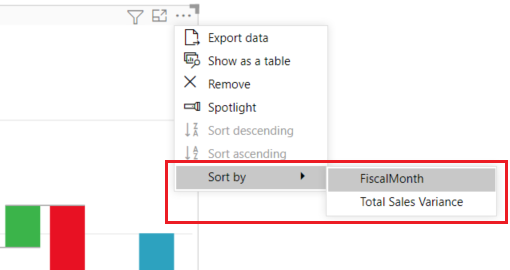 Export data
Show as a table
Remove
Spotlight
Sort descending
Sort ascending
Sort by
FiscalMonth
Total Sales Variance